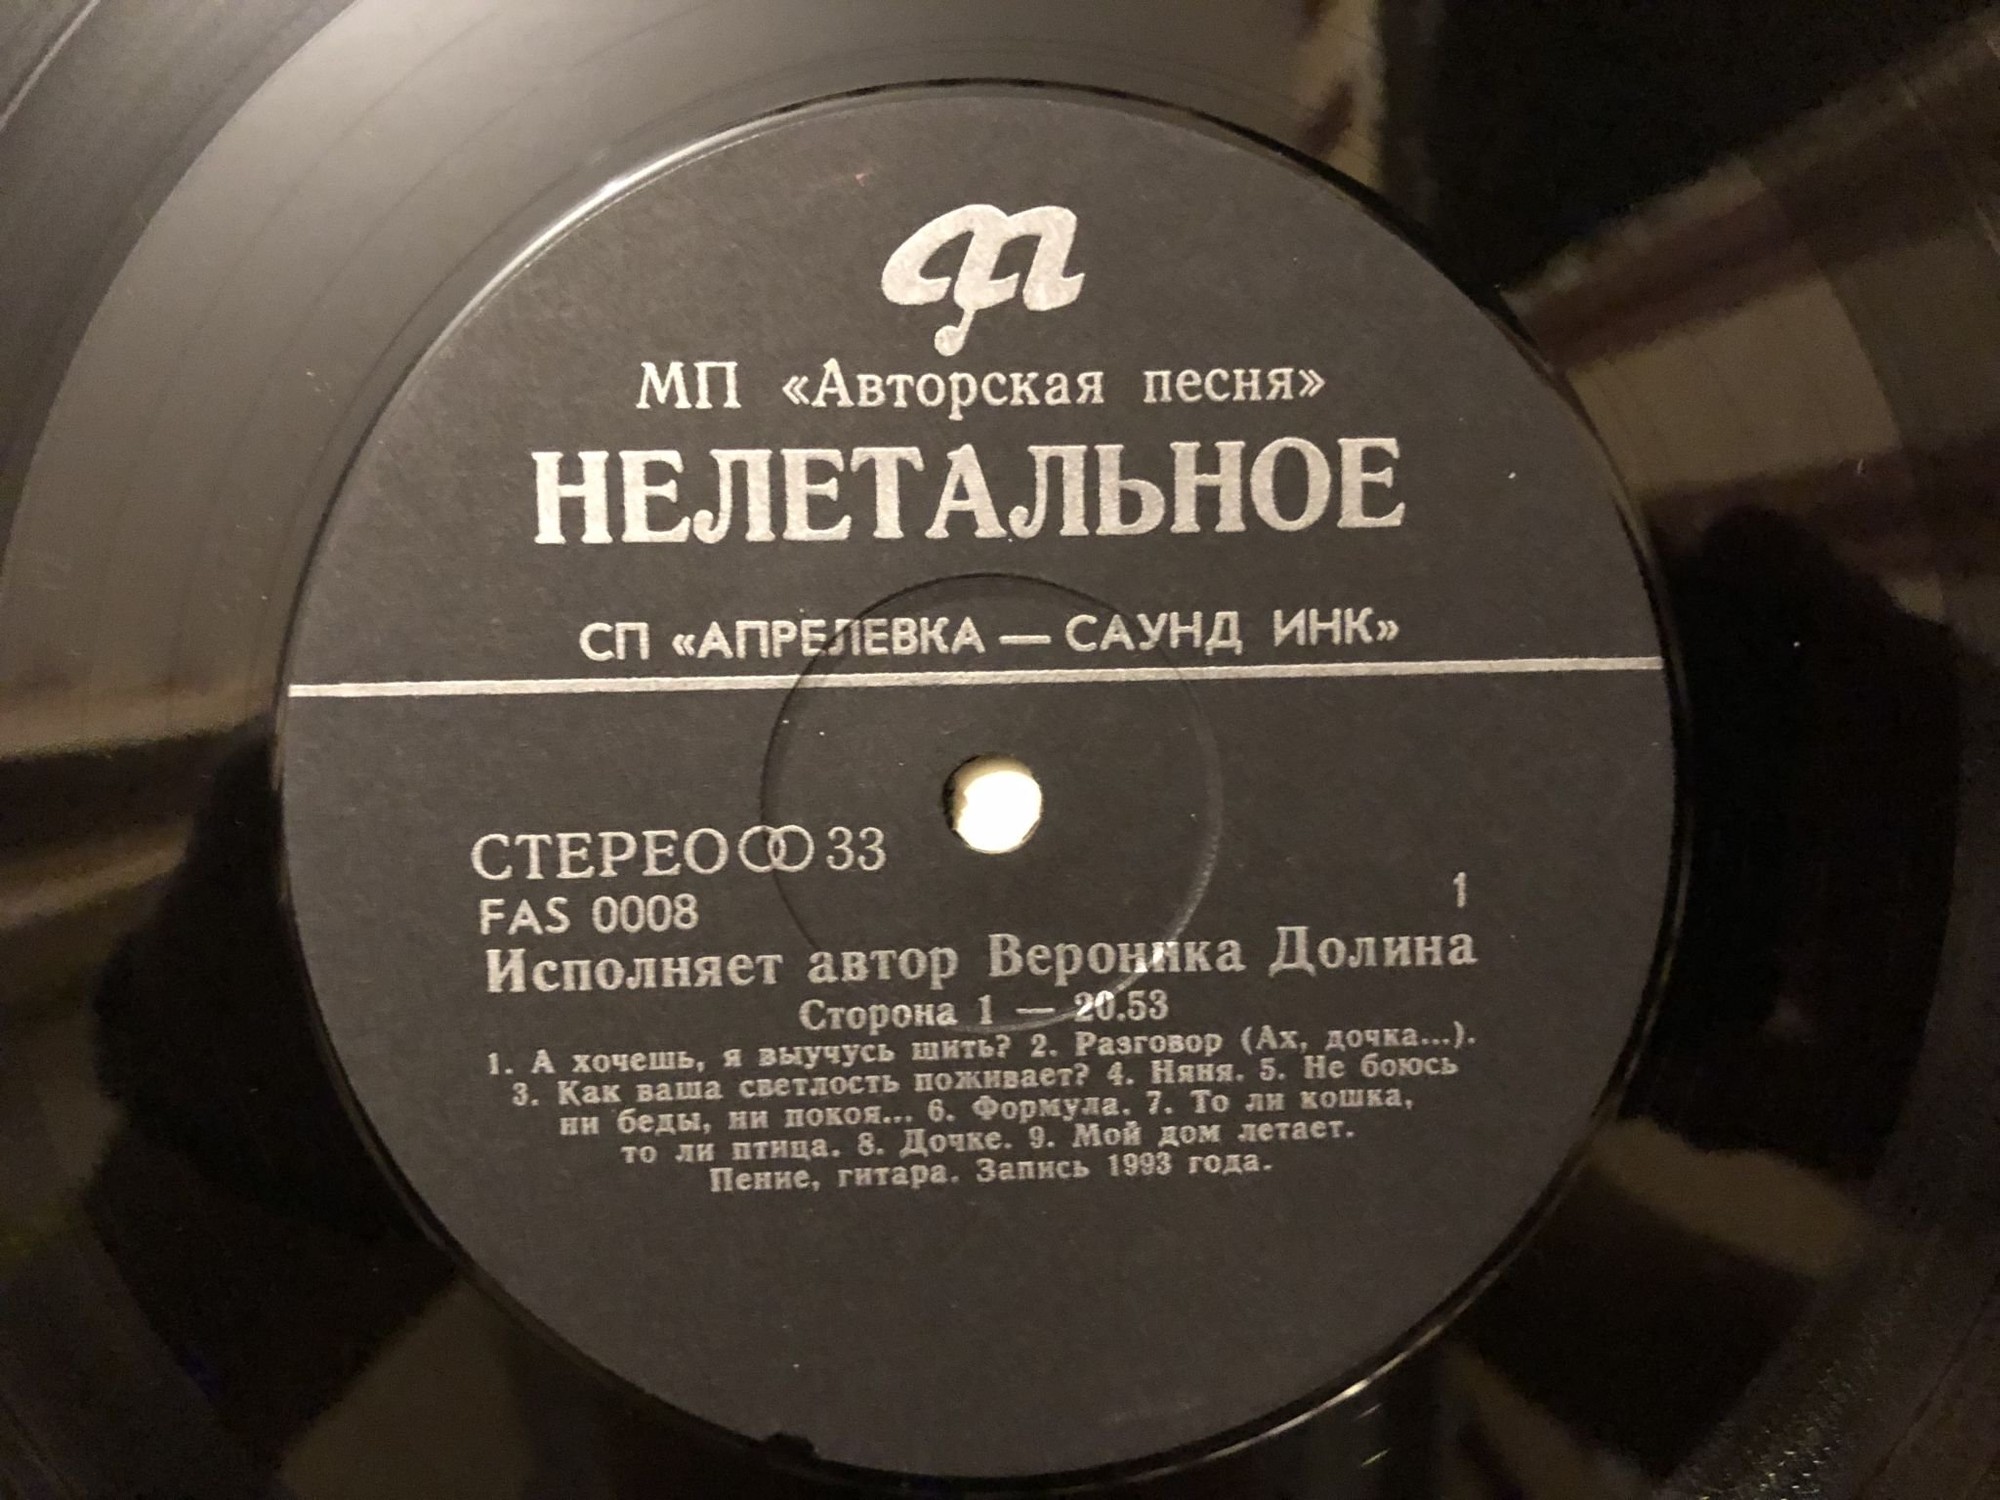 МП «Авторская песня»
НЕЛЕТАЛЬНОЕ
СП «АПРЕЛЕВКА — САУНД ИНК»
СТЕРЕО 33
FAS 0008
1
Исполняет автор Вероника Долина
Сторона 1 — 20.53
1. А хочешь, я выучусь шить? 2. Разговор (Ах, дочка...).
3. Как ваша светлость поживает? 4. Няня. 5. Не боюсь
ни беды, ни покоя... 6. Формула. 7. То ли кошка,
то ли птица. 8. Дочке. 9. Мой дом летает.
Пение, гитара. Запись 1993 года.